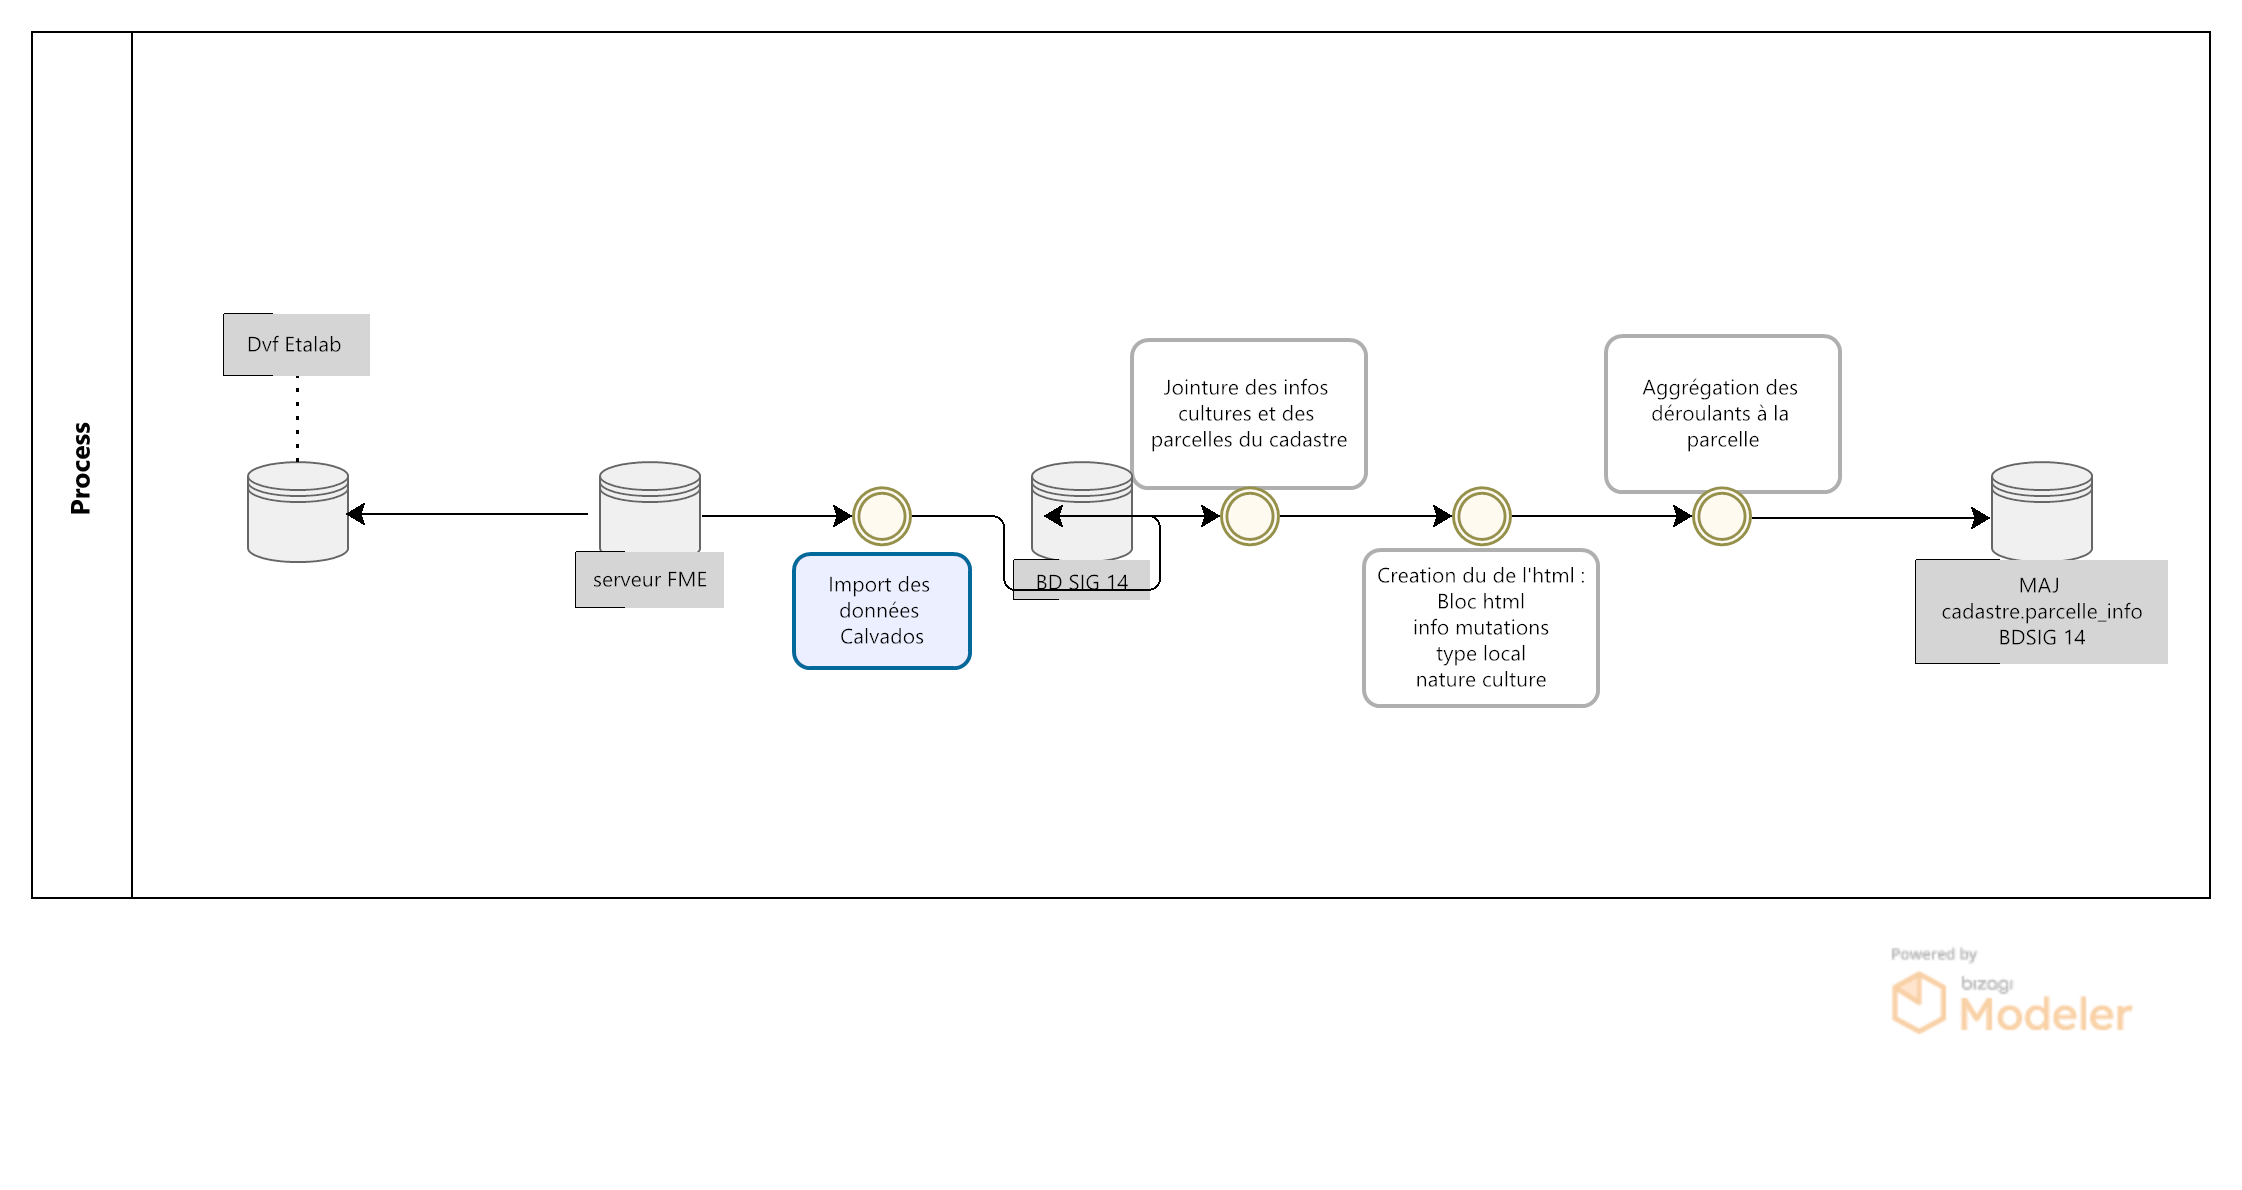 Process
Dvf Etalab
serveur FME
Import des
données
Calvados
BD SIG 14
Jointure des infos
cultures et des
parcelles du cadastre
Creation du de l'html :
Bloc html
info mutations
type local
nature culture
Aggrégation des
déroulants à la
parcelle
MAJ
cadastre.parcelle_info
BDSIG 14
Powered by
bizagi
Modeler